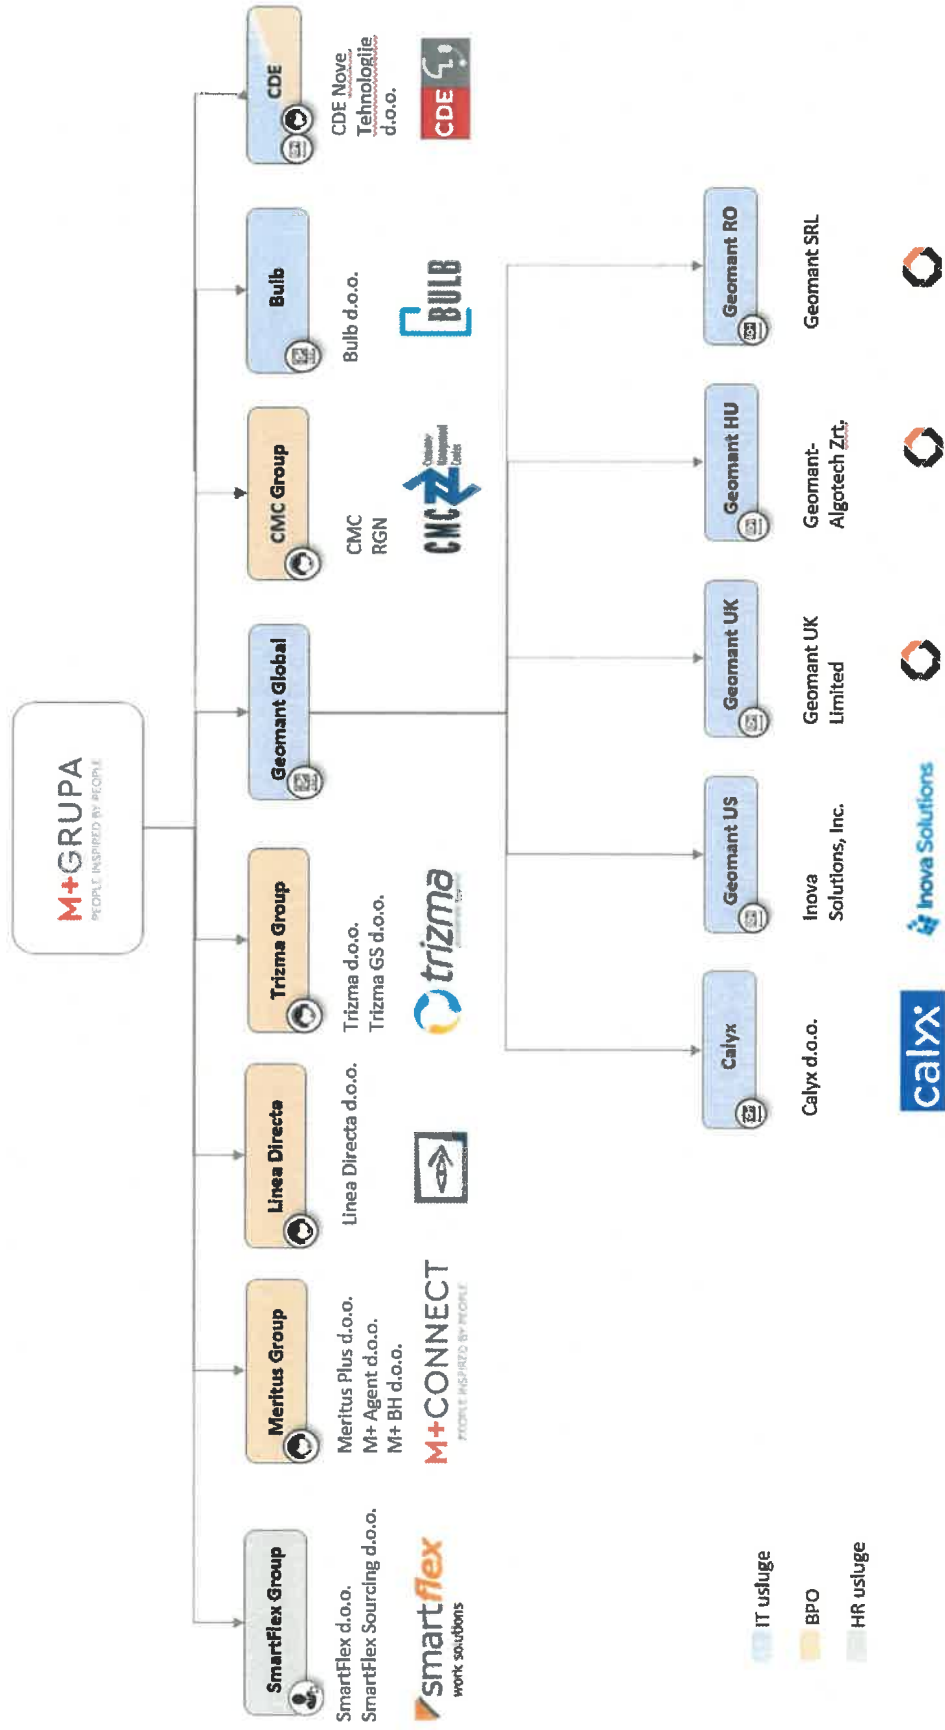 M+GRUPA
PEOPLE INSPIRED BY PEOPLE
SmartFlex Group
SmartFlex d.o.o.
SmartFlex Sourcing d.o.o.
smartflex
work solutions
Meritus Group
Meritus Plus d.o.o.
M+ Agent d.o.o.
M+ BH d.o.o.
M+CONNECT
PEOPLE INSPIRED BY PEOPLE
Linea Directa
Linea Directa d.o.o.
Trizma Group
Trizma d.o.o.
Trizma GS d.o.o.
trizma
Geomant Global
CMC Group
CMC
RGN
CMC
Company
Management
Center
Bulb
Bulb d.o.o.
BULB
CDE
CDE Nove
Tehnologije
d.o.o.
CDE
Calyx
Calyx d.o.o.
calyx
Geomant US
Inova
Solutions, Inc.
Inova Solutions
Geomant UK
Geomant UK
Limited
Geomant HU
Geomant-
Algotech Zrt.
Geomant RO
Geomant SRL
IT usluge
BPO
HR usluge